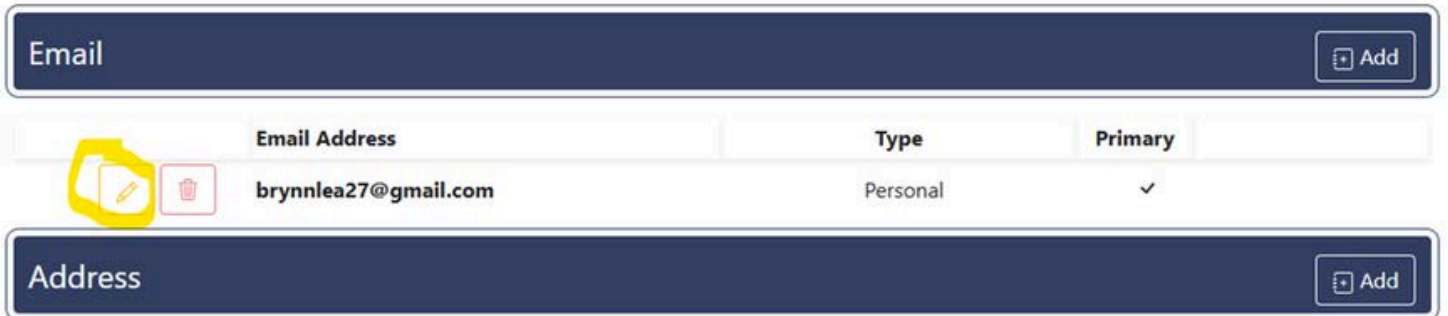 Email
Add
Email Address Type Primary
brynnlea27@gmail.com Personal ✓
Address
Add